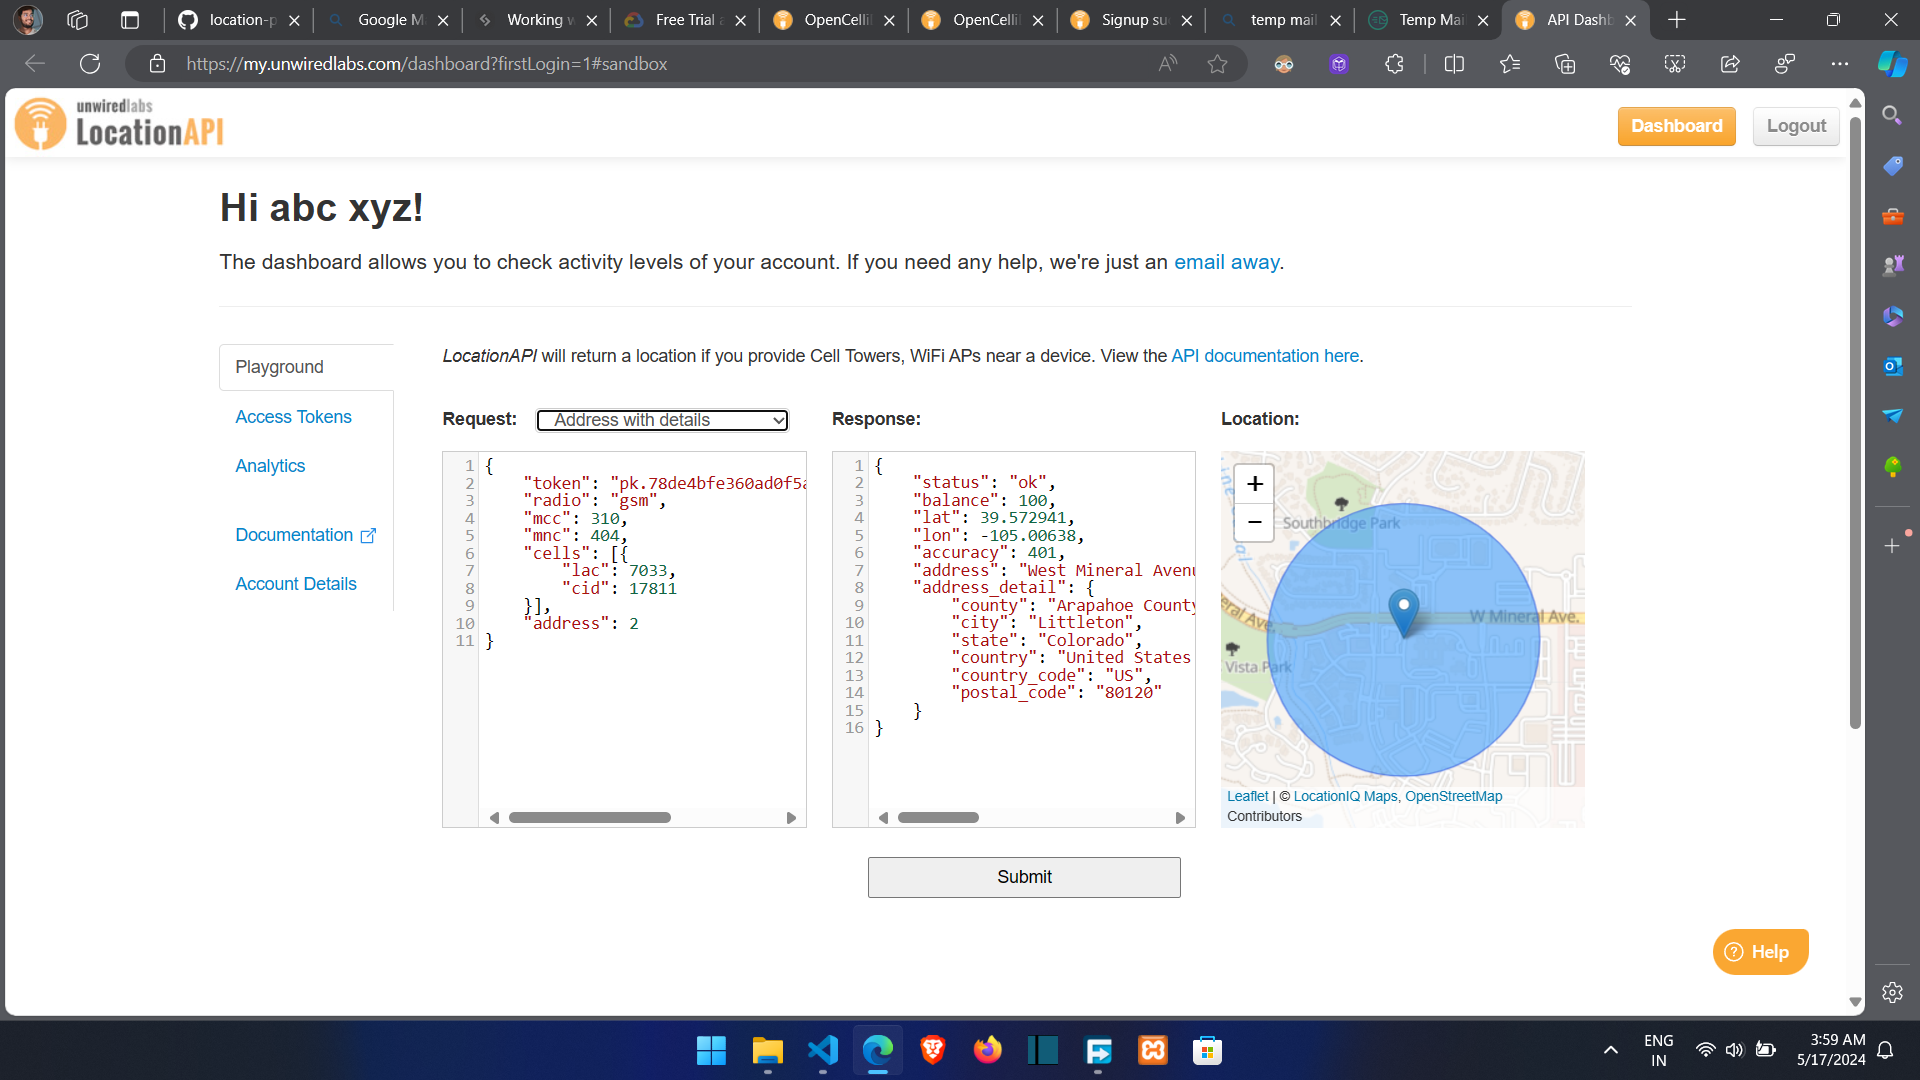 location-p
Google M
Working w
Free Trial a
OpenCelli
OpenCelli
Signup su
temp mail
Temp Mai
API Dashb
https://my.unwiredlabs.com/dashboard?firstLogin=1#sandbox
unwiredlabs
LocationAPI
Dashboard
Logout
Hi abc xyz!
The dashboard allows you to check activity levels of your account. If you need any help, we're just an email away.
Playground
Access Tokens
Analytics
Documentation
Account Details
LocationAPI will return a location if you provide Cell Towers, WiFi APs near a device. View the API documentation here.
Request:
Address with details
1 {
2 "token": "pk.78de4bfe360ad0f5a
3 "radio": "gsm",
4 "mcc": 310,
5 "mnc": 404,
6 "cells": [{
7 "lac": 7033,
8 "cid": 17811
9 }],
10 "address": 2
11 }
Response:
1 {
2 "status": "ok",
3 "balance": 100,
4 "lat": 39.572941,
5 "lon": -105.00638,
6 "accuracy": 401,
7 "address": "West Mineral Avenu
8 "address_detail": {
9 "county": "Arapahoe County
10 "city": "Littleton",
11 "state": "Colorado",
12 "country": "United States
13 "country_code": "US",
14 "postal_code": "80120"
15 }
16 }
Location:
+
−
Southbridge Park
W Mineral Ave.
Vista Park
Leaflet | © LocationIQ Maps, OpenStreetMap
Contributors
Submit
? Help
ENG
IN
3:59 AM
5/17/2024